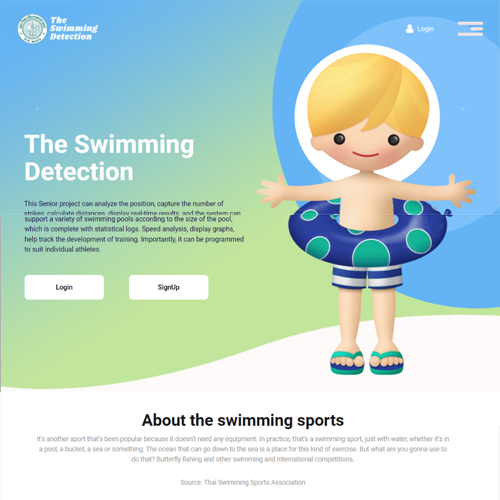 The
Swimming
Detection
Login
The Swimming
Detection
This Senior project can analyze the position, capture the number of
strikes, calculate distances, display real-time results, and the system can
support a variety of swimming pools according to the size of the pool,
which is complete with statistical logs. Speed analysis, display graphs,
help track the development of training. Importantly, it can be programmed
to suit individual athletes.
Login
SignUp
About the swimming sports
It's another sport that's been popular because it doesn't need any equipment. In practice, that's a swimming sport, just with water, whether it's in
a pool, a bucket, a sea or something. The ocean that can go down to the sea is a place for this kind of exercise. But what are you gonna use to
do that? Butterfly fishing and other swimming and international competitions.
Source: Thai Swimming Sports Association